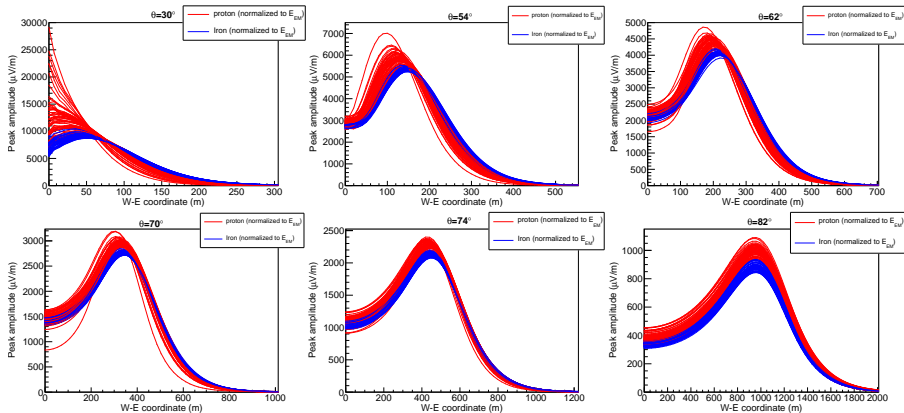 θ=30°
proton (normalized to E_EM)
Iron (normalized to E_EM)
Peak amplitude (μV/m)
30000
25000
20000
15000
10000
5000
0
0 50 100 150 200 250 300
W-E coordinate (m)
θ=54°
proton (normalized to E_EM)
Iron (normalized to E_EM)
Peak amplitude (μV/m)
7000
6000
5000
4000
3000
2000
1000
0
0 100 200 300 400 500
W-E coordinate (m)
θ=62°
proton (normalized to E_EM)
Iron (normalized to E_EM)
Peak amplitude (μV/m)
5000
4500
4000
3500
3000
2500
2000
1500
1000
500
0
0 100 200 300 400 500 600 700
W-E coordinate (m)
θ=70°
proton (normalized to E_EM)
Iron (normalized to E_EM)
Peak amplitude (μV/m)
3000
2500
2000
1500
1000
500
0
0 200 400 600 800 1000
W-E coordinate (m)
θ=74°
proton (normalized to E_EM)
Iron (normalized to E_EM)
Peak amplitude (μV/m)
2500
2000
1500
1000
500
0
0 200 400 600 800 1000 1200
W-E coordinate (m)
θ=82°
proton (normalized to E_EM)
Iron (normalized to E_EM)
Peak amplitude (μV/m)
1000
800
600
400
200
0
0 200 400 600 800 1000 1200 1400 1600 1800 2000
W-E coordinate (m)